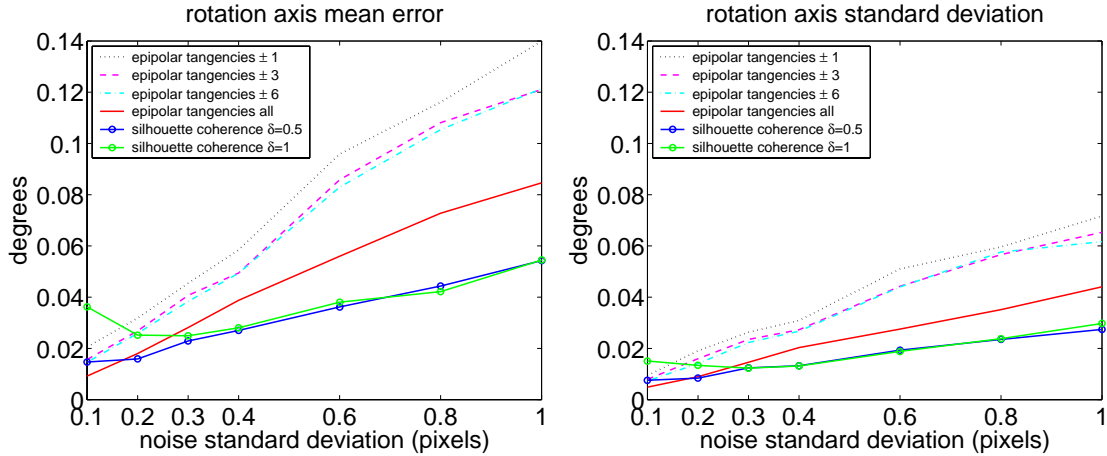 rotation axis mean error
0.14
0.12
0.1
0.08
0.06
0.04
0.02
0
degrees
epipolar tangencies ± 1
epipolar tangencies ± 3
epipolar tangencies ± 6
epipolar tangencies all
silhouette coherence δ=0.5
silhouette coherence δ=1
0.1 0.2 0.3 0.4 0.6 0.8 1
noise standard deviation (pixels)
rotation axis standard deviation
0.14
0.12
0.1
0.08
0.06
0.04
0.02
0
degrees
epipolar tangencies ± 1
epipolar tangencies ± 3
epipolar tangencies ± 6
epipolar tangencies all
silhouette coherence δ=0.5
silhouette coherence δ=1
0.1 0.2 0.3 0.4 0.6 0.8 1
noise standard deviation (pixels)